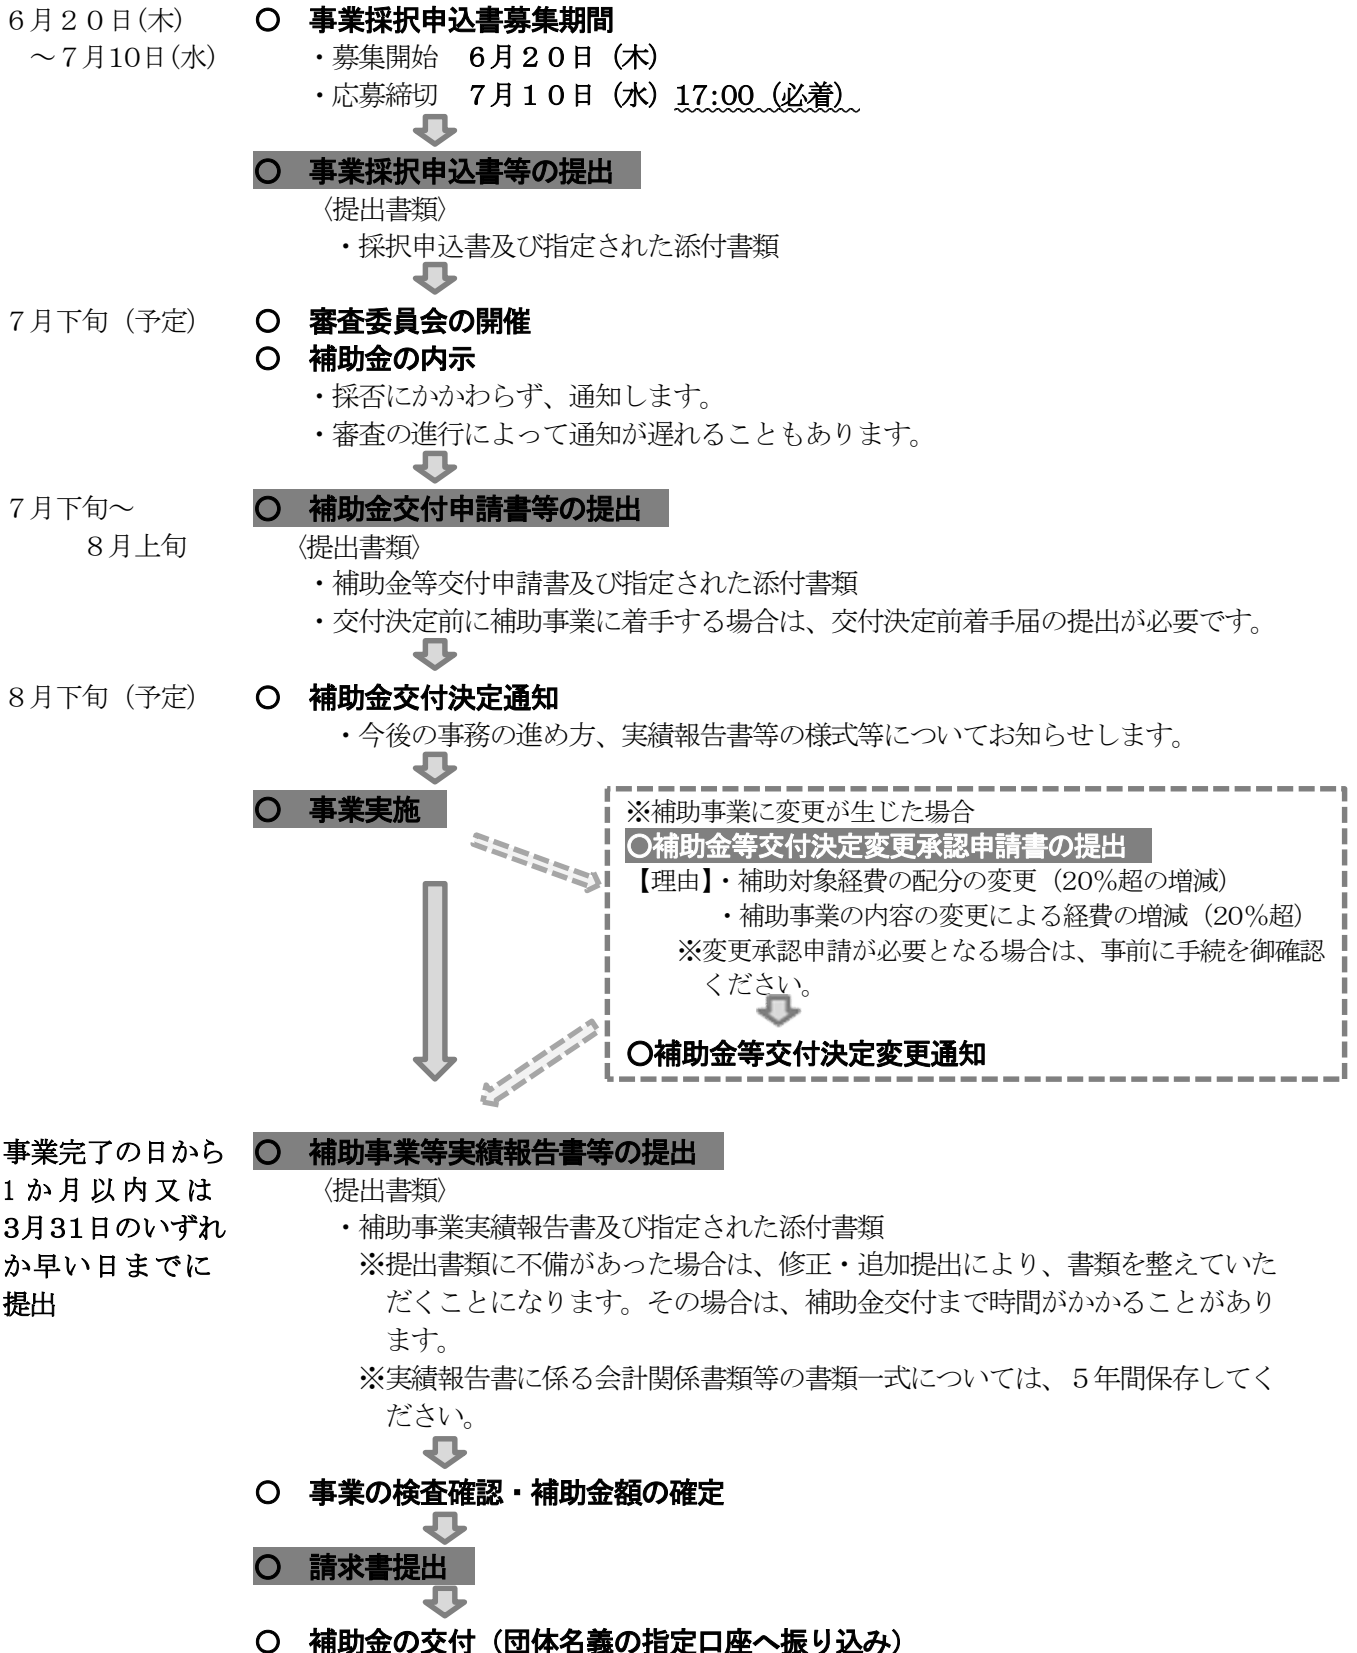 ６月２０日(木)　○　事業採択申込書募集期間
～７月10日(水)　・募集開始　６月２０日（木）
・応募締切　７月１０日（水）17:00（必着）
○　事業採択申込書等の提出
〈提出書類〉
・採択申込書及び指定された添付書類
７月下旬（予定）　○　審査委員会の開催
○　補助金の内示
・採否にかかわらず、通知します。
・審査の進行によって通知が遅れることもあります。
７月下旬～　○　補助金交付申請書等の提出
８月上旬　〈提出書類〉
・補助金等交付申請書及び指定された添付書類
・交付決定前に補助事業に着手する場合は、交付決定前着手届の提出が必要です。
８月下旬（予定）　○　補助金交付決定通知
・今後の事務の進め方、実績報告書等の様式等についてお知らせします。
○　事業実施
※補助事業に変更が生じた場合
○補助金等交付決定変更承認申請書の提出
【理由】・補助対象経費の配分の変更（20％超の増減）
・補助事業の内容の変更による経費の増減（20％超）
※変更承認申請が必要となる場合は、事前に手続を御確認
ください。
○補助金等交付決定変更通知
事業完了の日から
1か月以内又は
3月31日のいずれ
か早い日までに
提出
○　補助事業等実績報告書等の提出
〈提出書類〉
・補助事業実績報告書及び指定された添付書類
※提出書類に不備があった場合は、修正・追加提出により、書類を整えていた
だくことになります。その場合は、補助金交付まで時間がかかることがあり
ます。
※実績報告書に係る会計関係書類等の書類一式については、５年間保存してく
ださい。
○　事業の検査確認・補助金額の確定
○　請求書提出
○　補助金の交付（団体名義の指定口座へ振り込み）